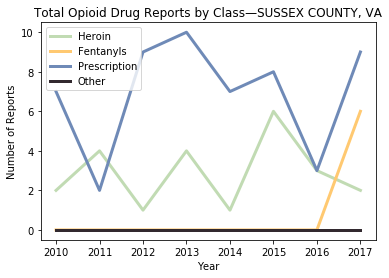 Total Opioid Drug Reports by Class—SUSSEX COUNTY, VA
Heroin
Fentanyls
Prescription
Other
Number of Reports
10
8
6
4
2
0
2010 2011 2012 2013 2014 2015 2016 2017
Year